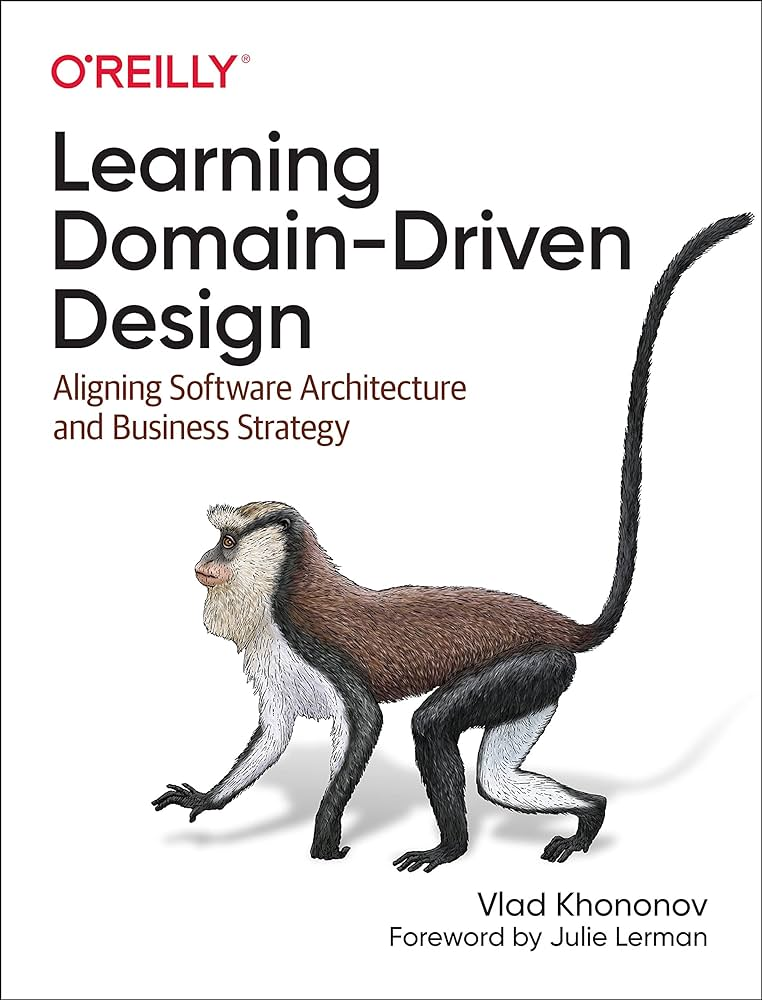 O'REILLY®
Learning
Domain-Driven
Design
Aligning Software Architecture
and Business Strategy
Vlad Khononov
Foreword by Julie Lerman